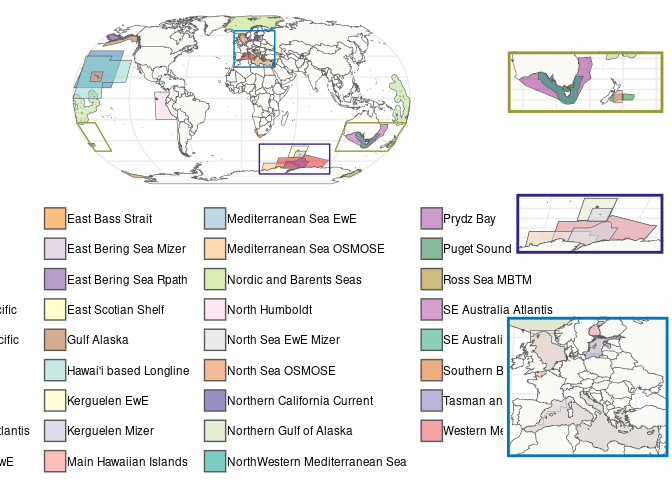 East Bass Strait
Mediterranean Sea EwE
Prydz Bay
East Bering Sea Mizer
Mediterranean Sea OSMOSE
Puget Sound
East Bering Sea Rpath
Nordic and Barents Seas
Ross Sea MBTM
cific
East Scotian Shelf
North Humboldt
SE Australia Atlantis
cific
Gulf Alaska
North Sea EwE Mizer
SE Australi
Hawai'i based Longline
North Sea OSMOSE
Southern B
Kerguelen EwE
Northern California Current
Tasman an
tlantis
Kerguelen Mizer
Northern Gulf of Alaska
Western Me
wE
Main Hawaiian Islands
NorthWestern Mediterranean Sea